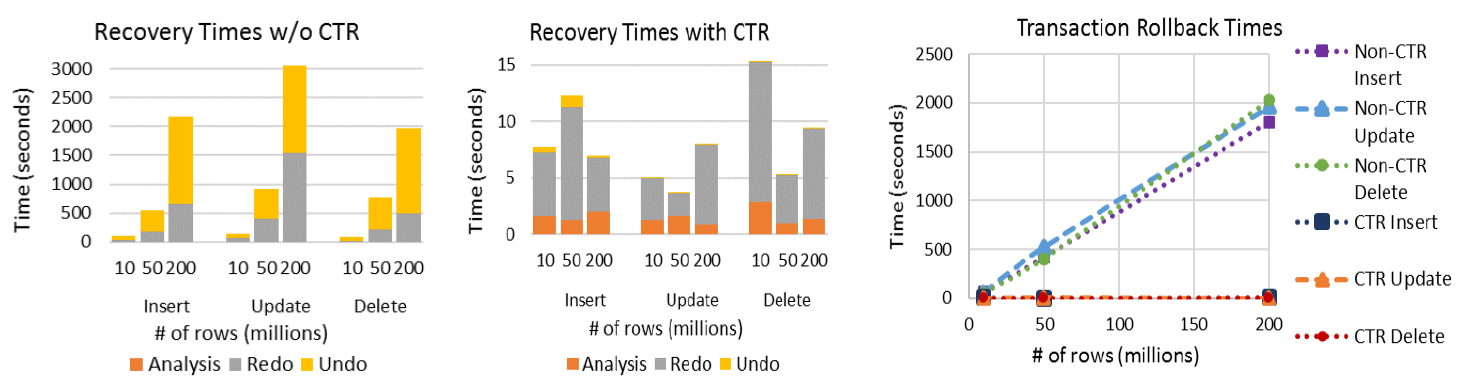 Recovery Times w/o CTR
Time (seconds)
3000
2500
2000
1500
1000
500
0
10 50 200 10 50 200 10 50 200
Insert Update Delete
# of rows (millions)
Analysis Redo Undo
Recovery Times with CTR
Time (seconds)
15
10
5
0
10 50 200 10 50 200 10 50 200
Insert Update Delete
# of rows (millions)
Analysis Redo Undo
Transaction Rollback Times
Time (seconds)
2500
2000
1500
1000
500
0
0 50 100 150 200
# of rows (millions)
Non-CTR
Insert
Non-CTR
Update
Non-CTR
Delete
CTR Insert
CTR Update
CTR Delete